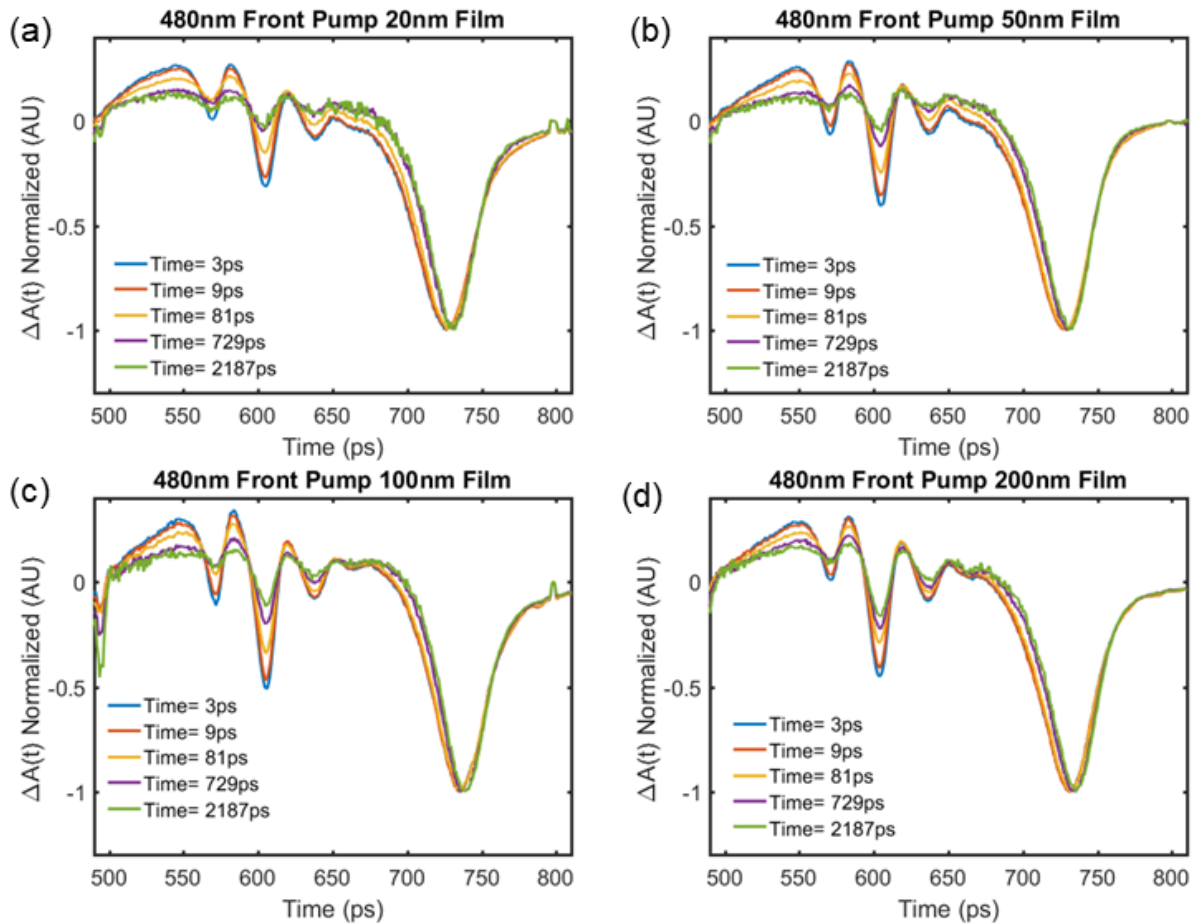 (a)
480nm Front Pump 20nm Film
ΔA(t) Normalized (AU)
0
-0.5
-1
Time= 3ps
Time= 9ps
Time= 81ps
Time= 729ps
Time= 2187ps
500 550 600 650 700 750 800
Time (ps)
(b)
480nm Front Pump 50nm Film
ΔA(t) Normalized (AU)
0
-0.5
-1
Time= 3ps
Time= 9ps
Time= 81ps
Time= 729ps
Time= 2187ps
500 550 600 650 700 750 800
Time (ps)
(c)
480nm Front Pump 100nm Film
ΔA(t) Normalized (AU)
0
-0.5
-1
Time= 3ps
Time= 9ps
Time= 81ps
Time= 729ps
Time= 2187ps
500 550 600 650 700 750 800
Time (ps)
(d)
480nm Front Pump 200nm Film
ΔA(t) Normalized (AU)
0
-0.5
-1
Time= 3ps
Time= 9ps
Time= 81ps
Time= 729ps
Time= 2187ps
500 550 600 650 700 750 800
Time (ps)